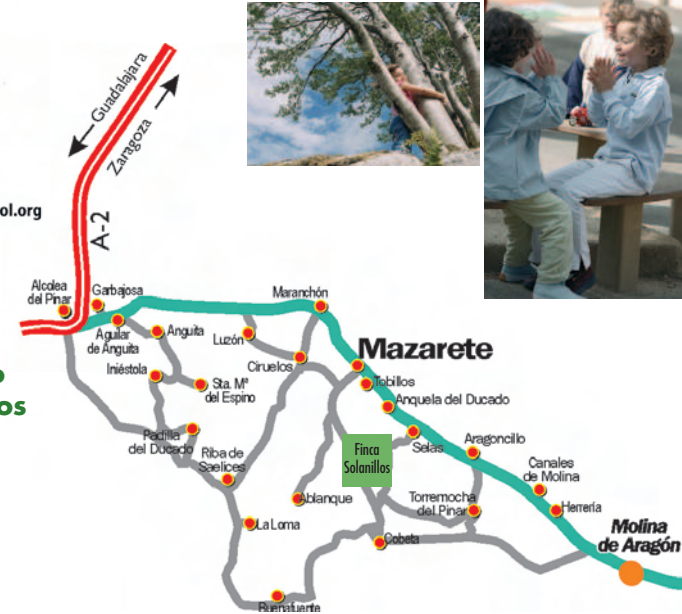 Guadalajara
Zaragoza
A-2
ol.org
Alcolea
del Pinar
Garbajosa
Maranchón
Aguilar
de Anguita
Anguita
Luzón
Ciruelos
Mazarete
Iniéstola
Sta. Mª
del Espino
Tobillos
Anquela del Ducado
o
os
Padilla
del Ducado
Riba de
Saelices
Finca
Solanillos
Selas
Aragoncillo
Canales
de Molina
Ablanque
Torremocha
del Pinar
Herrería
La Loma
Cobeta
Molina
de Aragón
Buenafuente